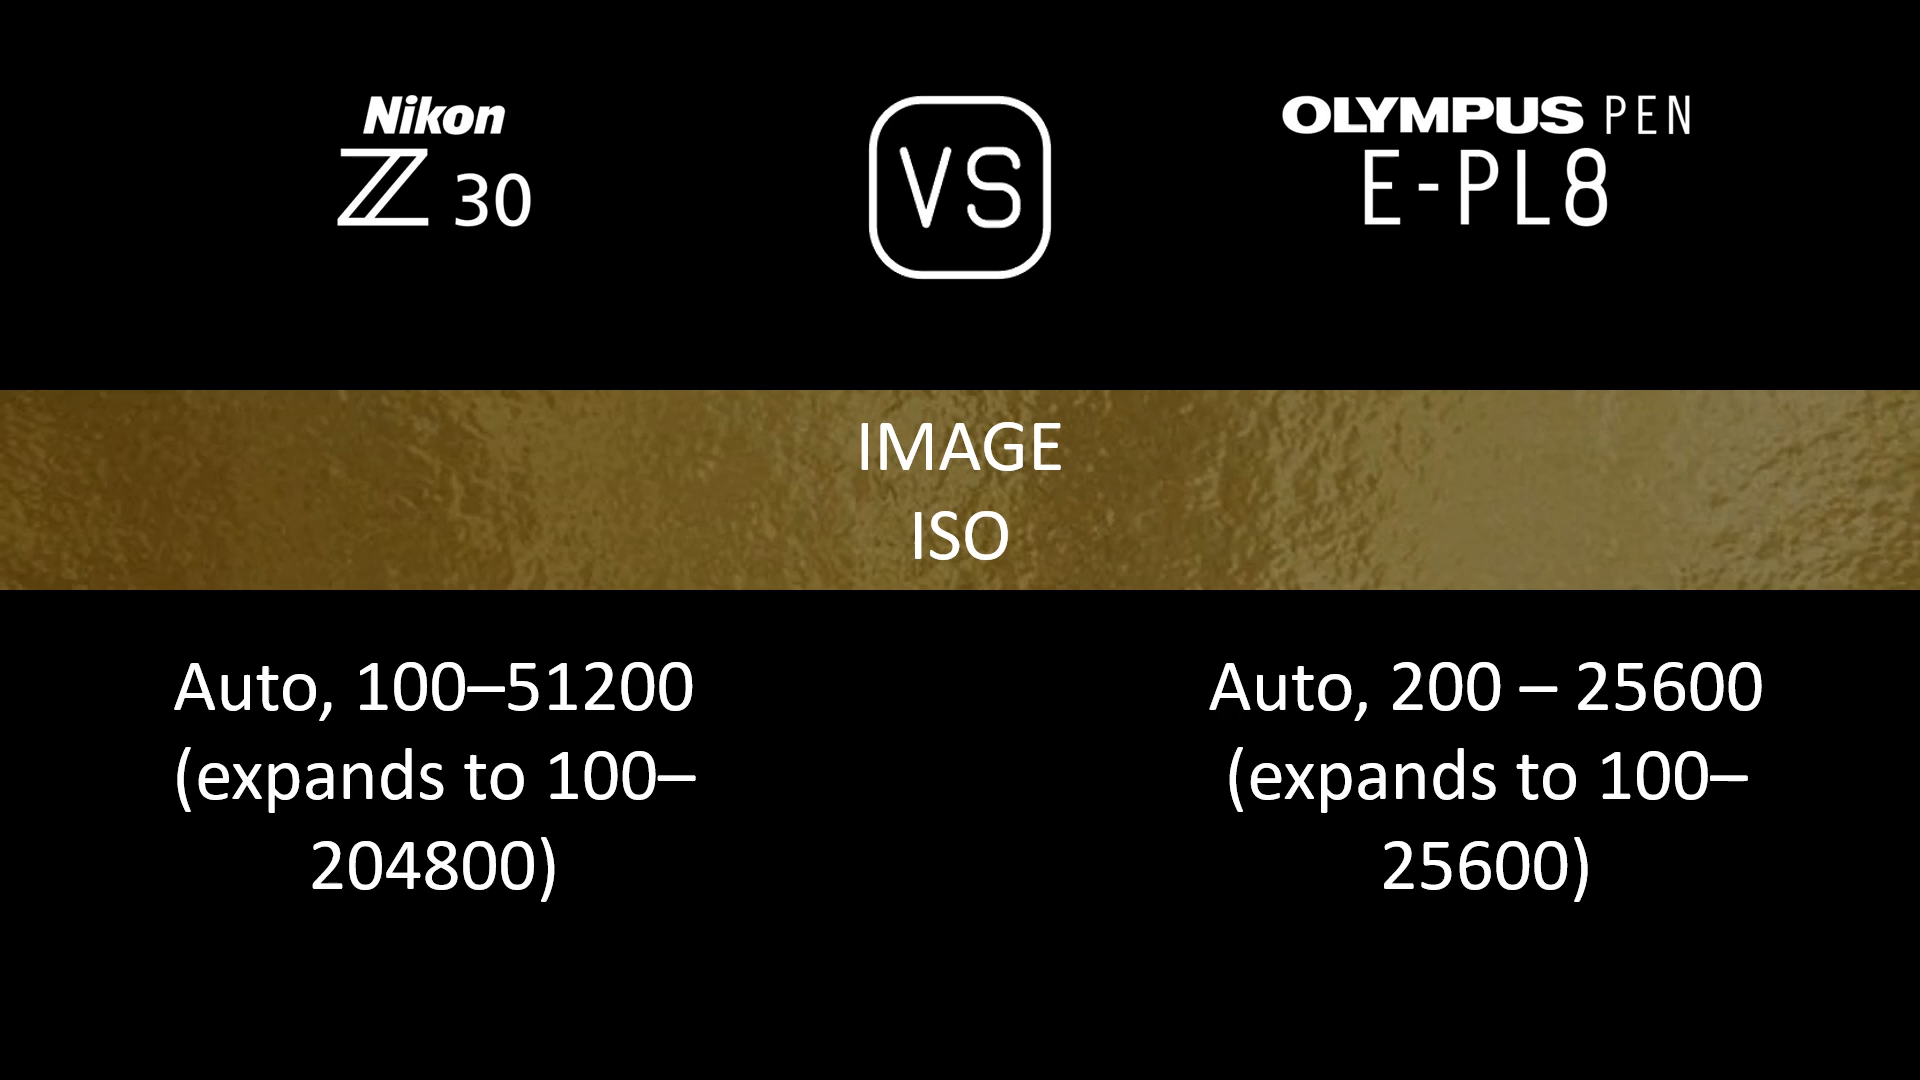 Nikon
Z 30
VS
OLYMPUS PEN
E-PL8
IMAGE
ISO
Auto, 100–51200
(expands to 100–
204800)
Auto, 200 – 25600
(expands to 100–
25600)